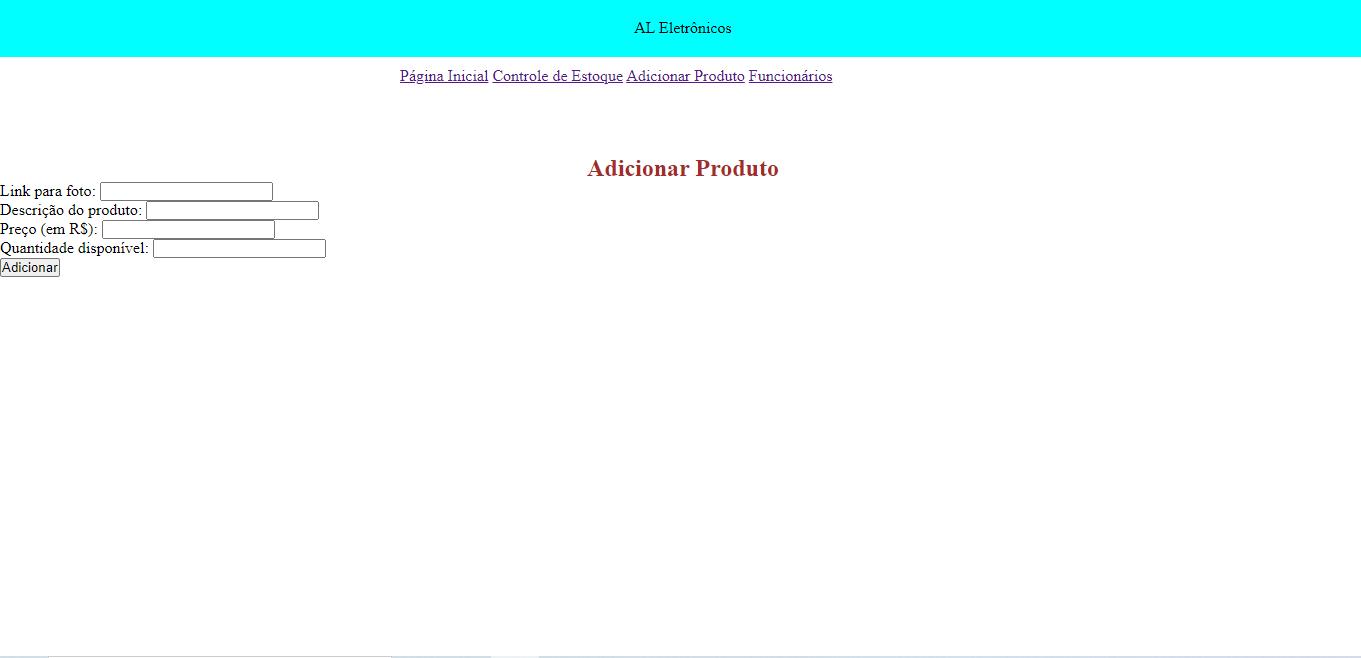 AL Eletrônicos
Página Inicial Controle de Estoque Adicionar Produto Funcionários
Adicionar Produto
Link para foto:
Descrição do produto:
Preço (em R$):
Quantidade disponível:
Adicionar